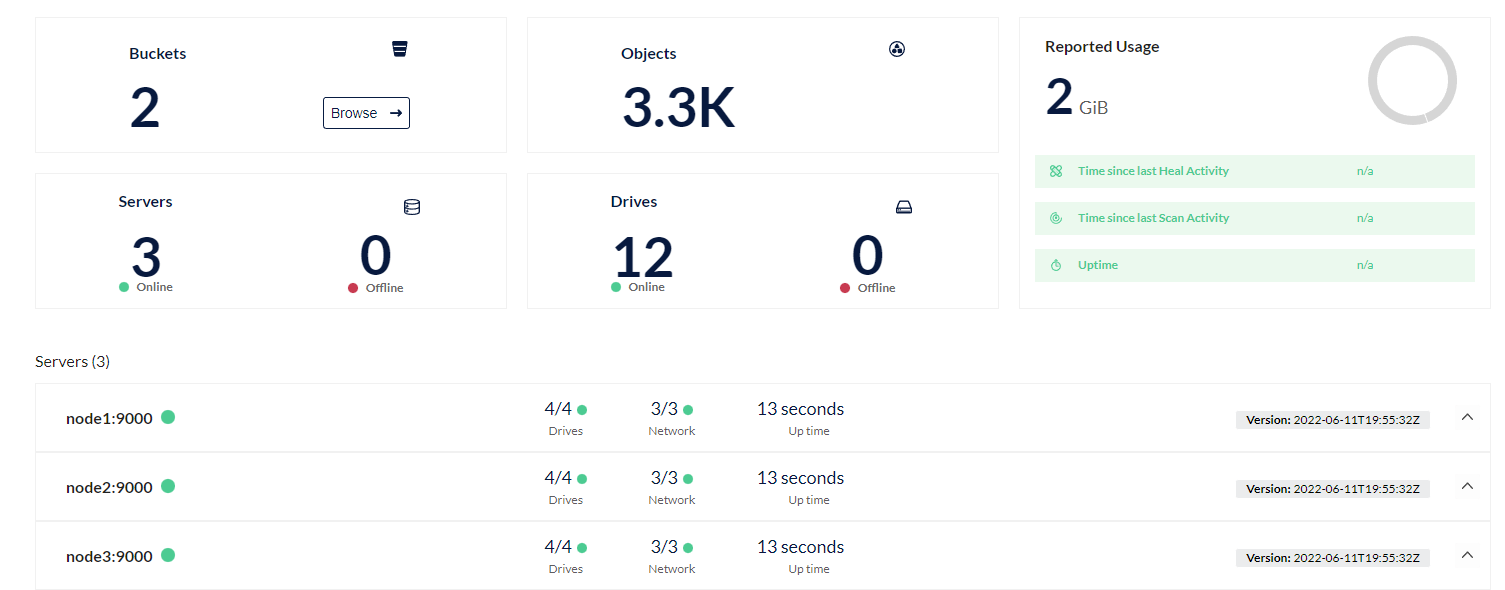 Buckets
2
Browse →
Objects
3.3K
Reported Usage
2 GiB
Time since last Heal Activity n/a
Time since last Scan Activity n/a
Uptime n/a
Servers
3
Online
0
Offline
Drives
12
Online
0
Offline
Servers (3)
node1:9000
4/4
Drives
3/3
Network
13 seconds
Up time
Version: 2022-06-11T19:55:32Z
node2:9000
4/4
Drives
3/3
Network
13 seconds
Up time
Version: 2022-06-11T19:55:32Z
node3:9000
4/4
Drives
3/3
Network
13 seconds
Up time
Version: 2022-06-11T19:55:32Z